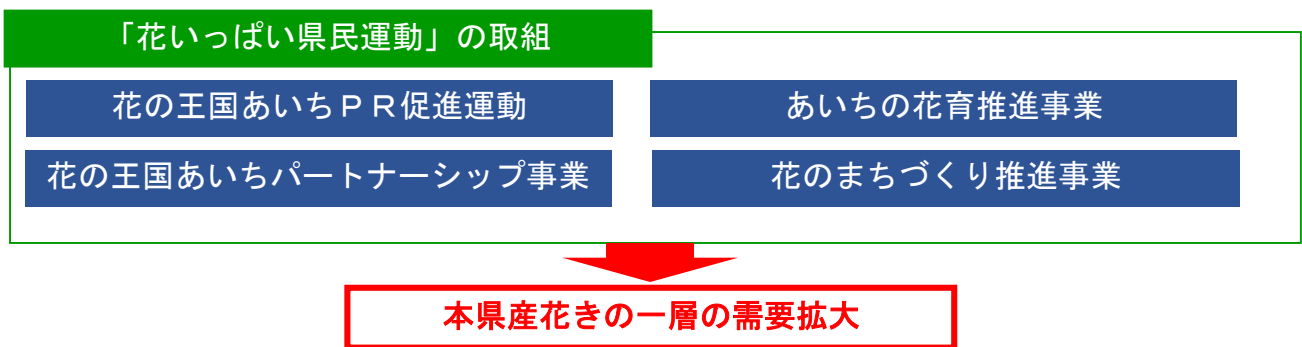 「花いっぱい県民運動」の取組
花の王国あいちＰＲ促進運動
あいちの花育推進事業
花の王国あいちパートナーシップ事業
花のまちづくり推進事業
本県産花きの一層の需要拡大